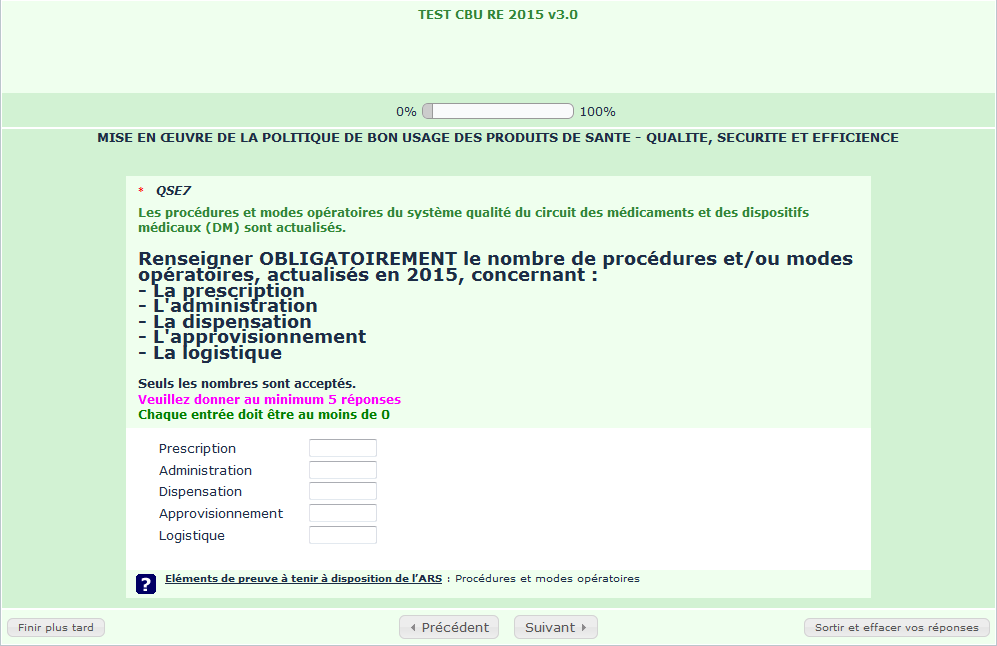 TEST CBU RE 2015 v3.0
0% 100%
MISE EN ŒUVRE DE LA POLITIQUE DE BON USAGE DES PRODUITS DE SANTE - QUALITE, SECURITE ET EFFICIENCE
* QSE7
Les procédures et modes opératoires du système qualité du circuit des médicaments et des dispositifs
médicaux (DM) sont actualisés.
Renseigner OBLIGATOIREMENT le nombre de procédures et/ou modes
opératoires, actualisés en 2015, concernant :
- La prescription
- L'administration
- La dispensation
- L'approvisionnement
- La logistique
Seuls les nombres sont acceptés.
Veuillez donner au minimum 5 réponses
Chaque entrée doit être au moins de 0
Prescription
Administration
Dispensation
Approvisionnement
Logistique
? Eléments de preuve à tenir à disposition de l'ARS : Procédures et modes opératoires
Finir plus tard Précédent Suivant Sortir et effacer vos réponses